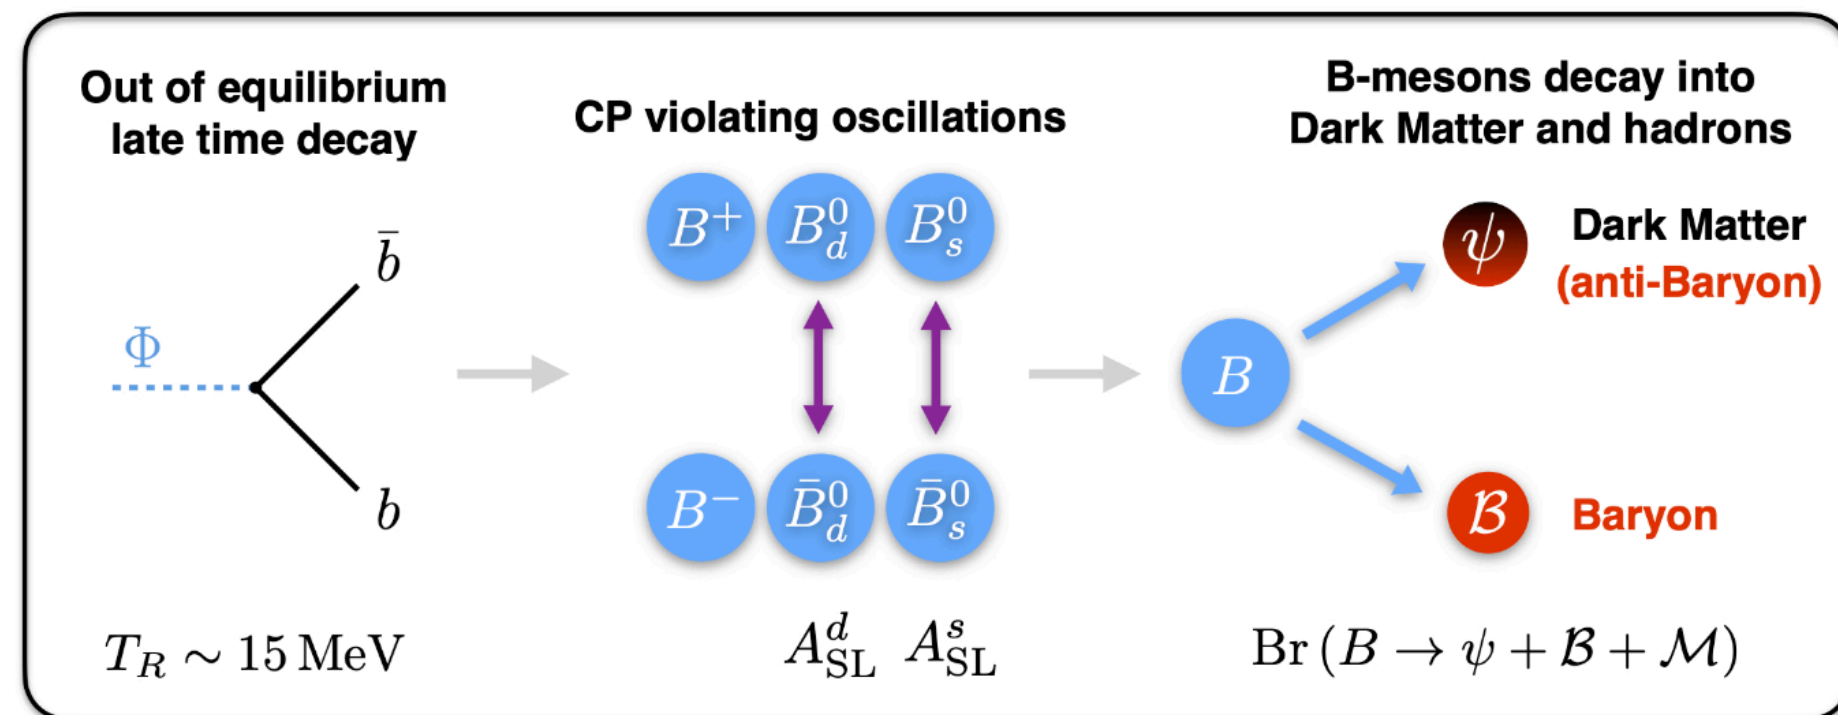 Out of equilibrium
late time decay
Φ
b̄
b
T_R ∼ 15 MeV
CP violating oscillations
B⁺ B⁰_d B⁰_s
B⁻ B̄⁰_d B̄⁰_s
A^d_SL A^s_SL
B-mesons decay into
Dark Matter and hadrons
B
ψ Dark Matter
(anti-Baryon)
ℬ Baryon
Br (B → ψ + ℬ + ℳ)